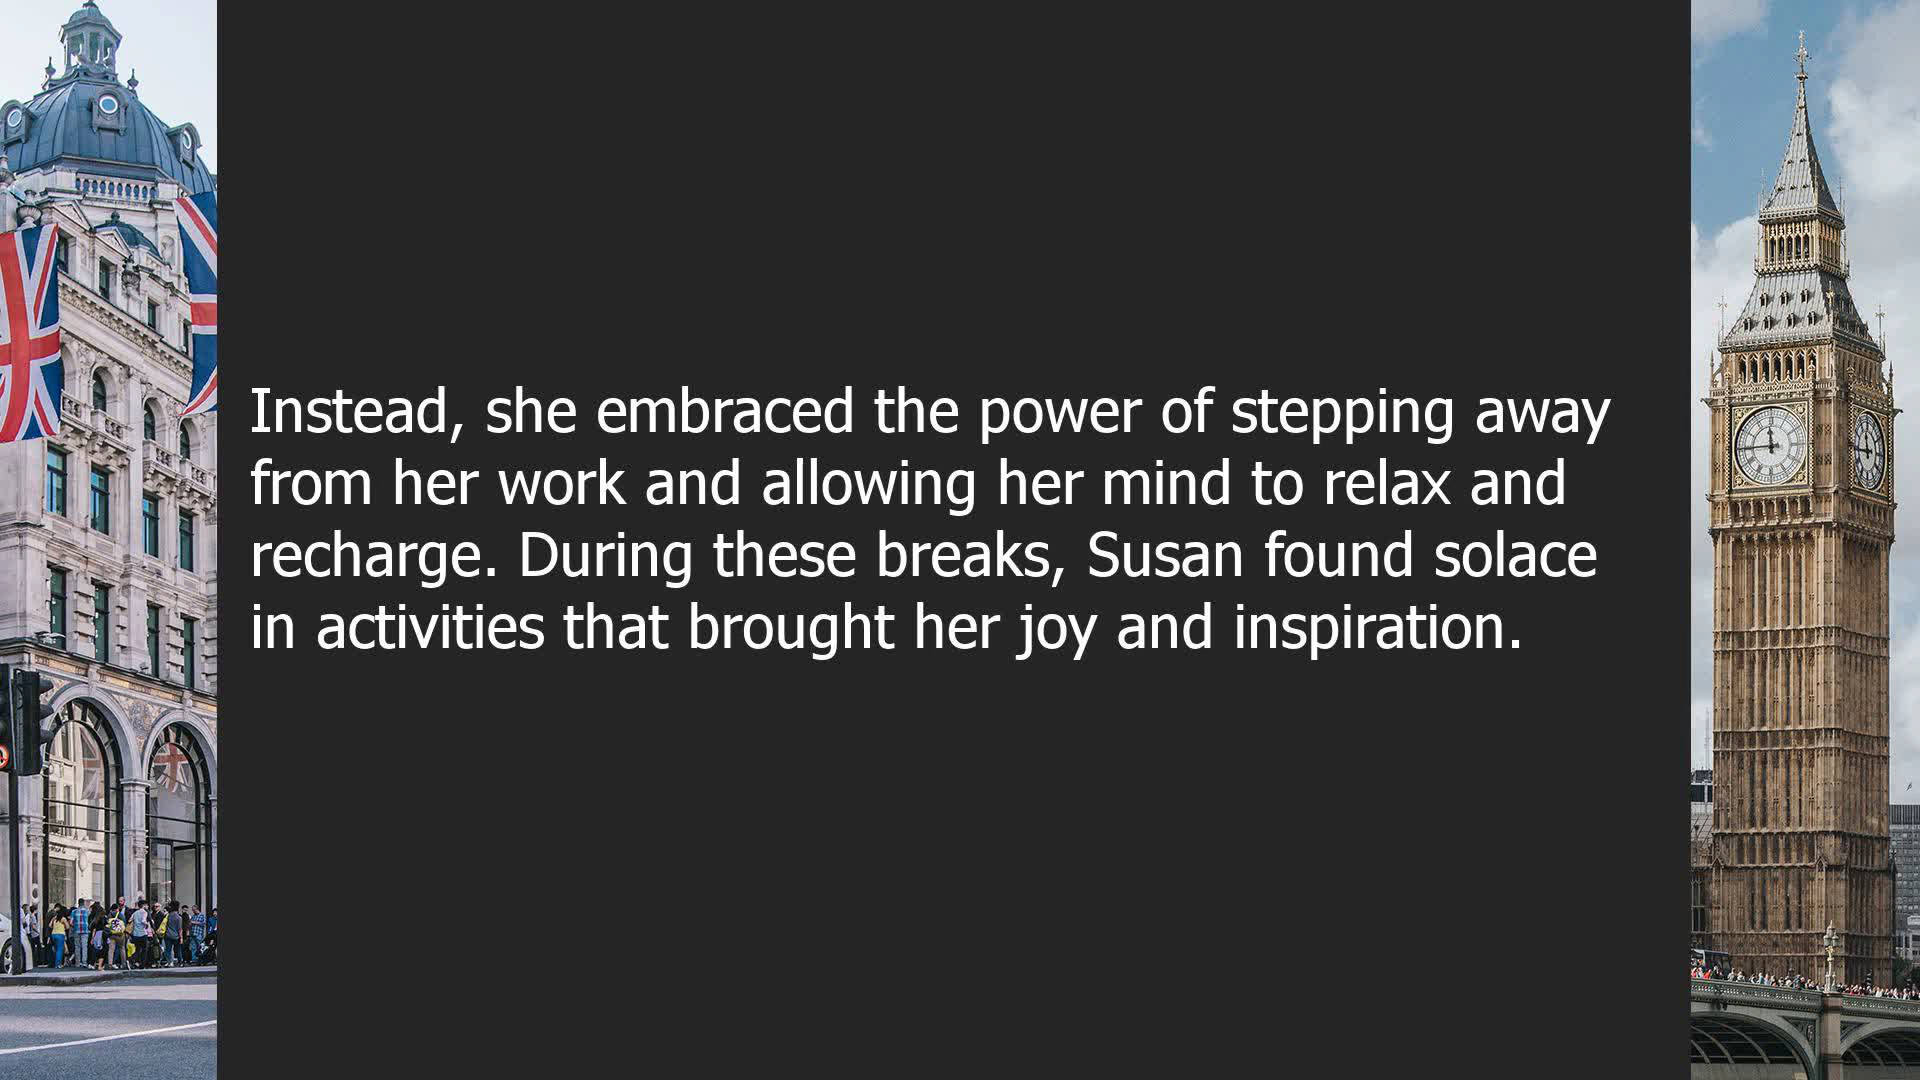 Instead, she embraced the power of stepping away
from her work and allowing her mind to relax and
recharge. During these breaks, Susan found solace
in activities that brought her joy and inspiration.